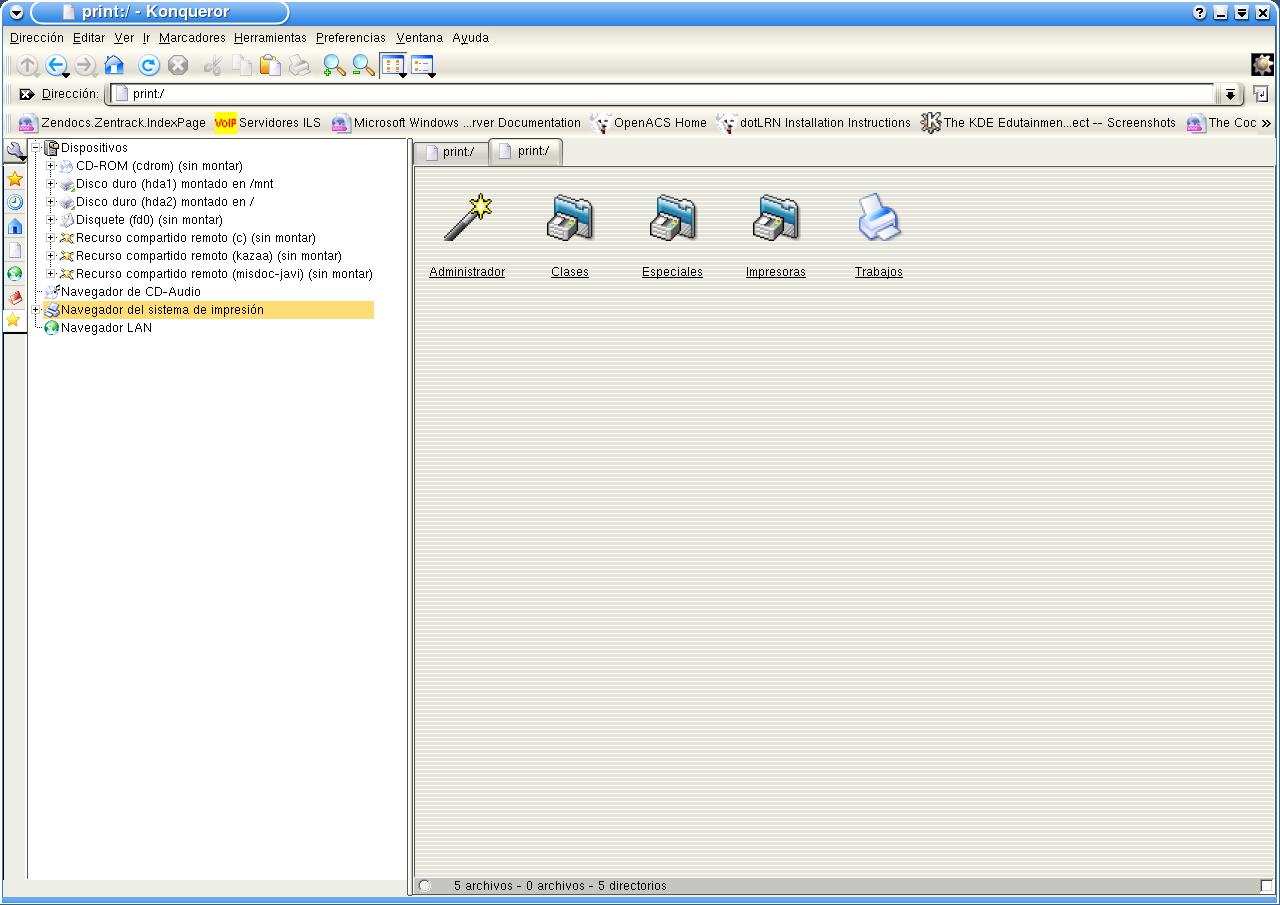 print:/ - Konqueror
Dirección Editar Ver Ir Marcadores Herramientas Preferencias Ventana Ayuda
Dirección: print:/
Zendocs.Zentrack.IndexPage VoIP Servidores ILS Microsoft Windows ...rver Documentation OpenACS Home dotLRN Installation Instructions The KDE Edutainmen...ect -- Screenshots The Coc »
Dispositivos
CD-ROM (cdrom) (sin montar)
Disco duro (hda1) montado en /mnt
Disco duro (hda2) montado en /
Disquete (fd0) (sin montar)
Recurso compartido remoto (c) (sin montar)
Recurso compartido remoto (kazaa) (sin montar)
Recurso compartido remoto (misdoc-javi) (sin montar)
Navegador de CD-Audio
Navegador del sistema de impresión
Navegador LAN
print:/ print:/
Administrador Clases Especiales Impresoras Trabajos
5 archivos - 0 archivos - 5 directorios